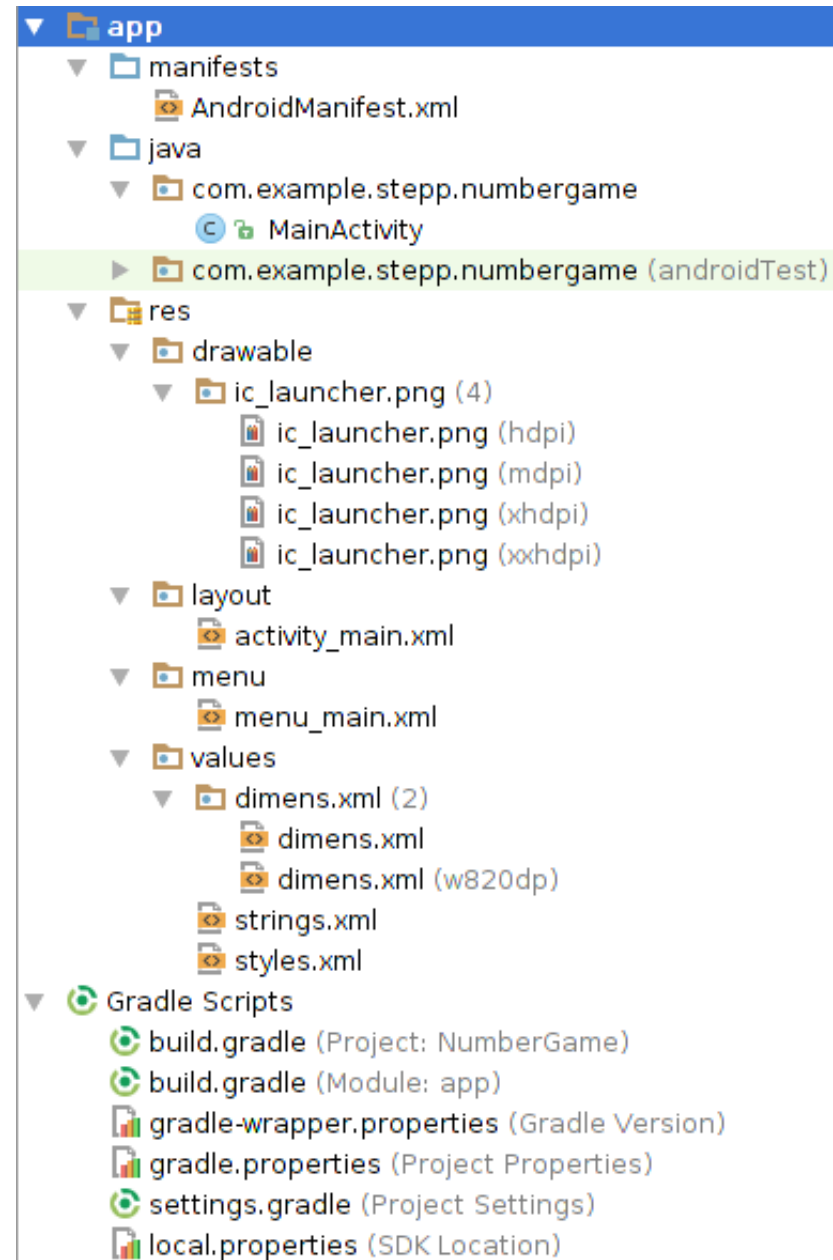 app
manifests
AndroidManifest.xml
java
com.example.stepp.numbergame
C MainActivity
com.example.stepp.numbergame (androidTest)
res
drawable
ic_launcher.png (4)
ic_launcher.png (hdpi)
ic_launcher.png (mdpi)
ic_launcher.png (xhdpi)
ic_launcher.png (xxhdpi)
layout
activity_main.xml
menu
menu_main.xml
values
dimens.xml (2)
dimens.xml
dimens.xml (w820dp)
strings.xml
styles.xml
Gradle Scripts
build.gradle (Project: NumberGame)
build.gradle (Module: app)
gradle-wrapper.properties (Gradle Version)
gradle.properties (Project Properties)
settings.gradle (Project Settings)
local.properties (SDK Location)